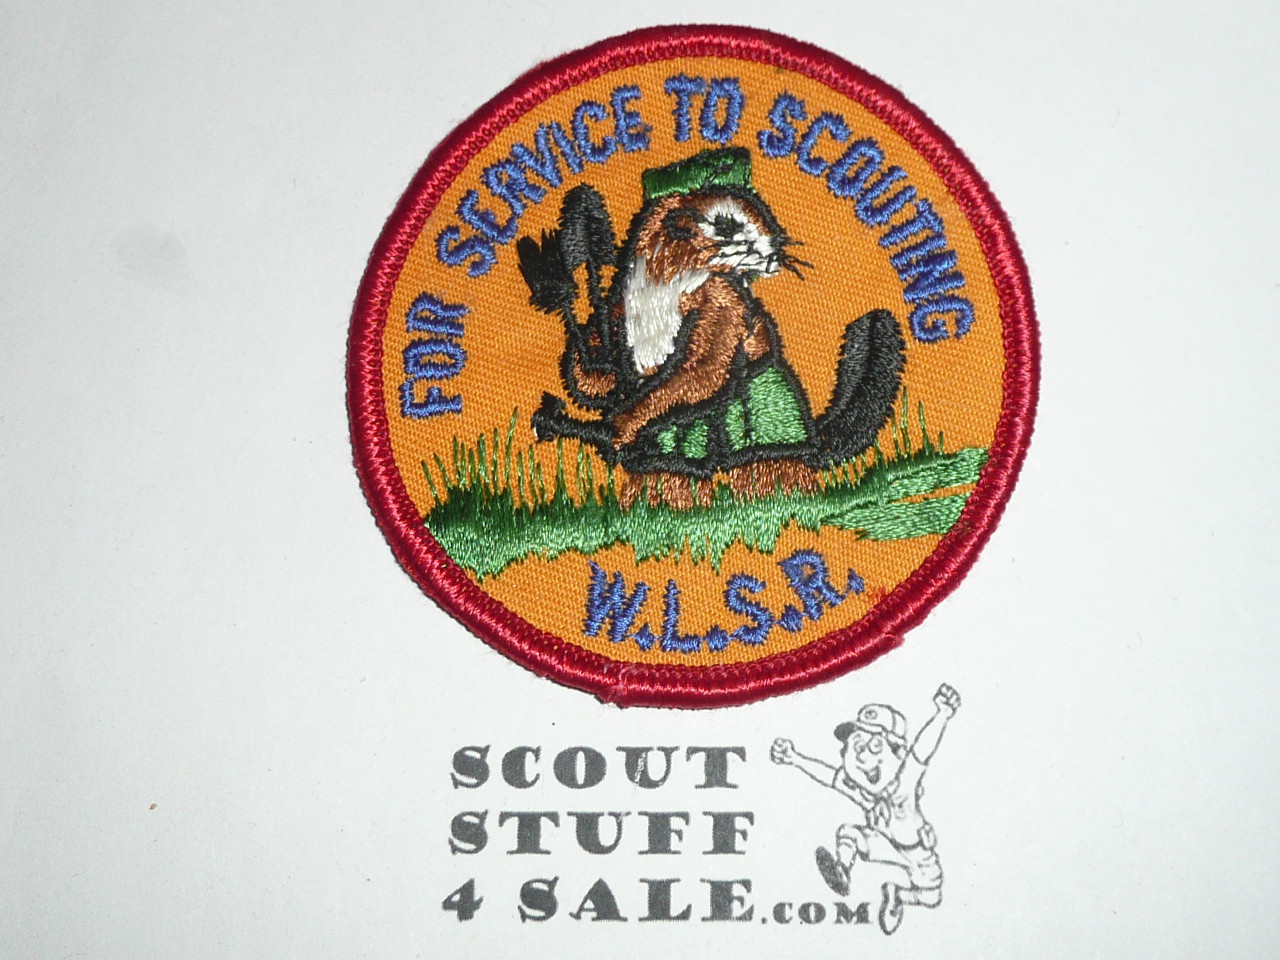 FOR SERVICE TO SCOUTING
W.L.S.R.
SCOUT
STUFF
4 SALE.COM